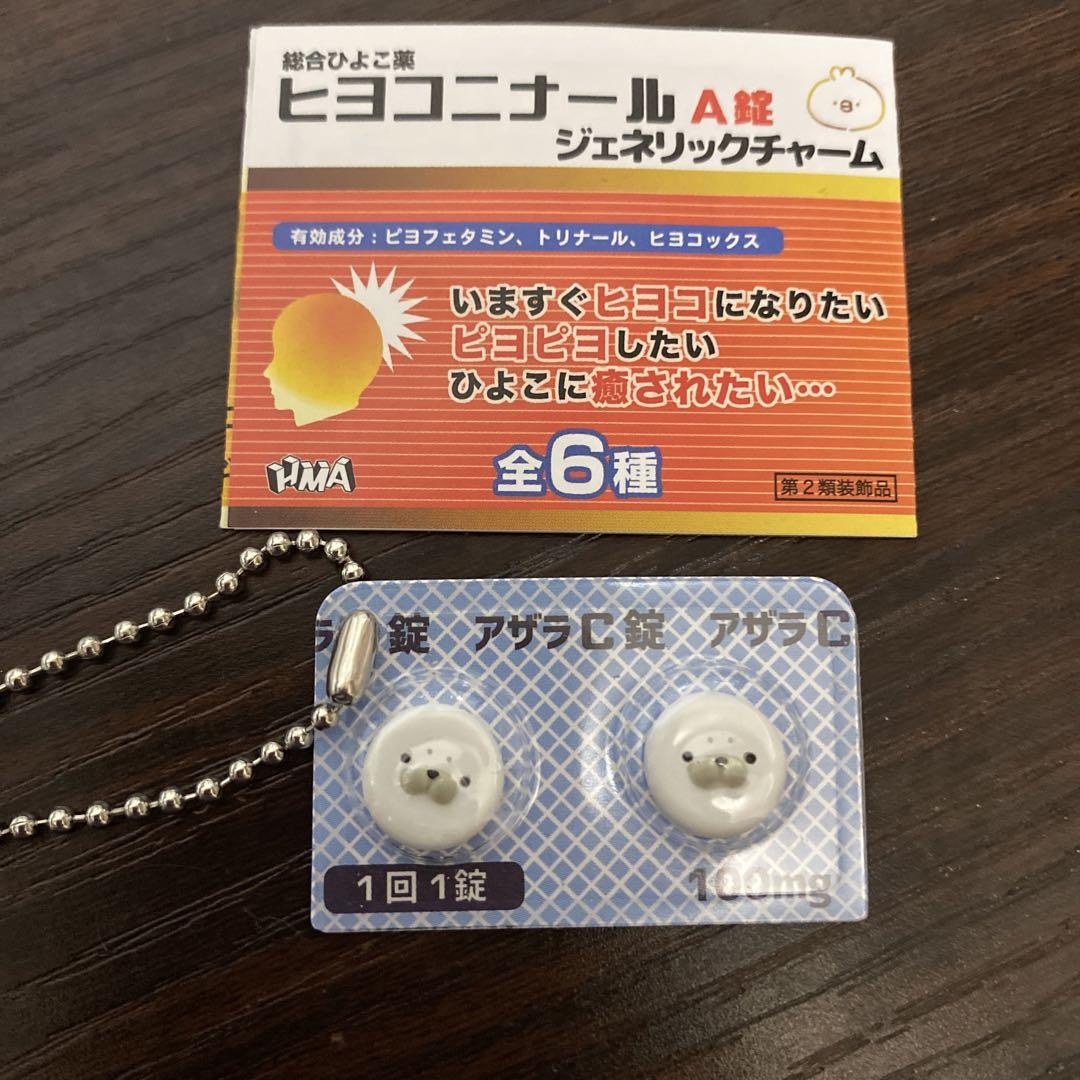 総合ひよこ薬
ヒヨコニナール A錠
ジェネリックチャーム
有効成分：ピヨフェタミン、トリナール、ヒヨコックス
いますぐヒヨコになりたい
ピヨピヨしたい
ひよこに癒されたい…
全6種
HMA
第2類装飾品
ラ 錠 アザラC錠 アザラC
1回1錠
100mg